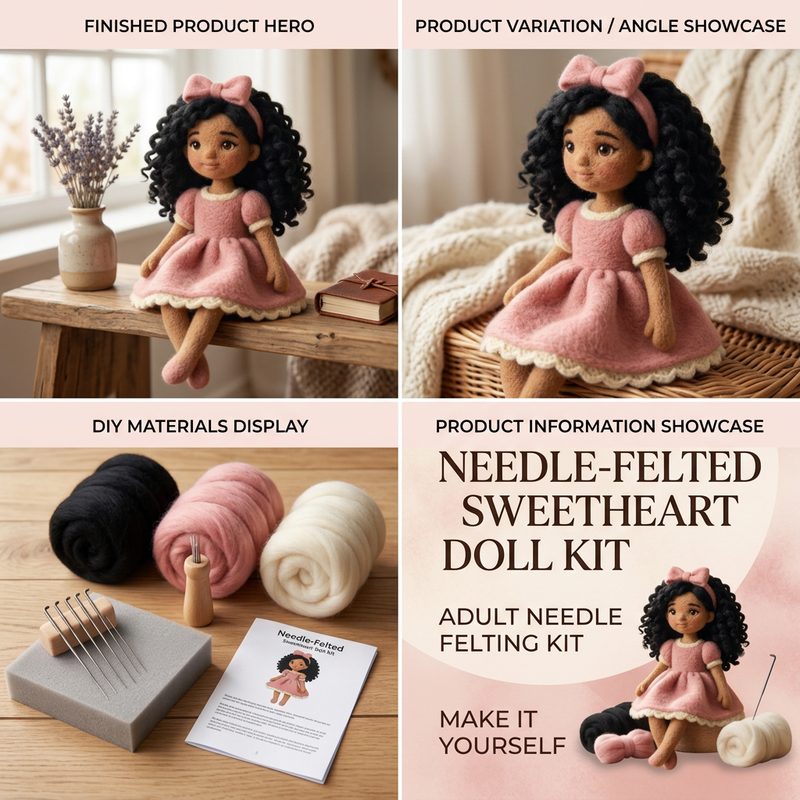 FINISHED PRODUCT HERO
PRODUCT VARIATION / ANGLE SHOWCASE
DIY MATERIALS DISPLAY
Needle-Felted
Sweetheart Doll Kit
PRODUCT INFORMATION SHOWCASE
NEEDLE-FELTED
SWEETHEART
DOLL KIT
ADULT NEEDLE
FELTING KIT
MAKE IT
YOURSELF